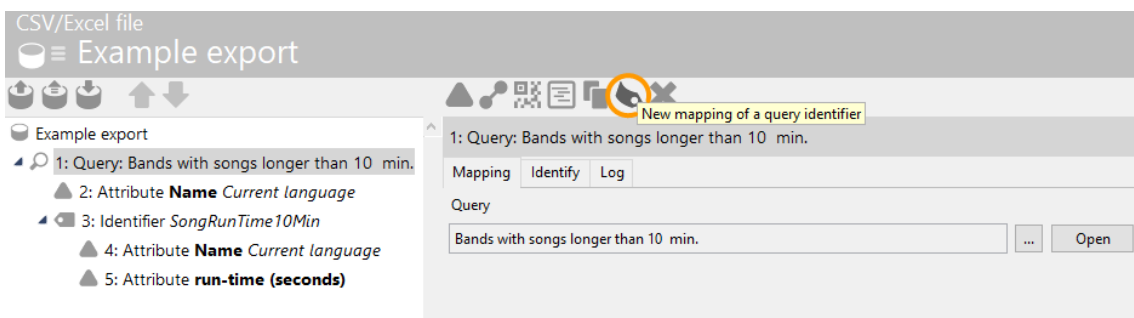 CSV/Excel file
Example export
New mapping of a query identifier
Example export
1: Query: Bands with songs longer than 10 min.
2: Attribute Name Current language
3: Identifier SongRunTime10Min
4: Attribute Name Current language
5: Attribute run-time (seconds)
1: Query: Bands with songs longer than 10 min.
Mapping Identify Log
Query
Bands with songs longer than 10 min. ... Open